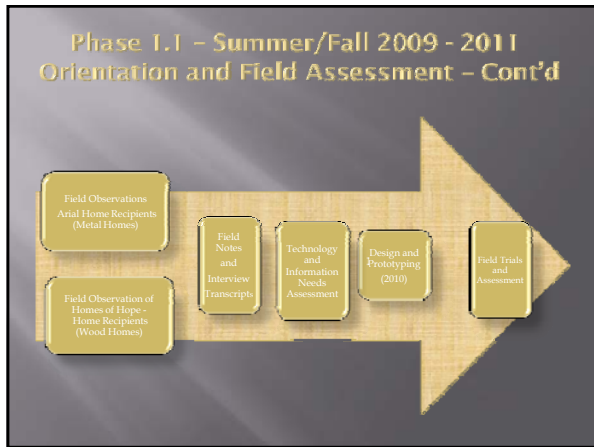 Phase 1.1 – Summer/Fall 2009 - 2011
Orientation and Field Assessment – Cont'd
Field Observations
Arial Home Recipients
(Metal Homes)
Field Observation of
Homes of Hope -
Home Recipients
(Wood Homes)
Field
Notes
and
Interview
Transcripts
Technology
and
Information
Needs
Assessment
Design and
Prototyping
(2010)
Field Trials
and
Assessment